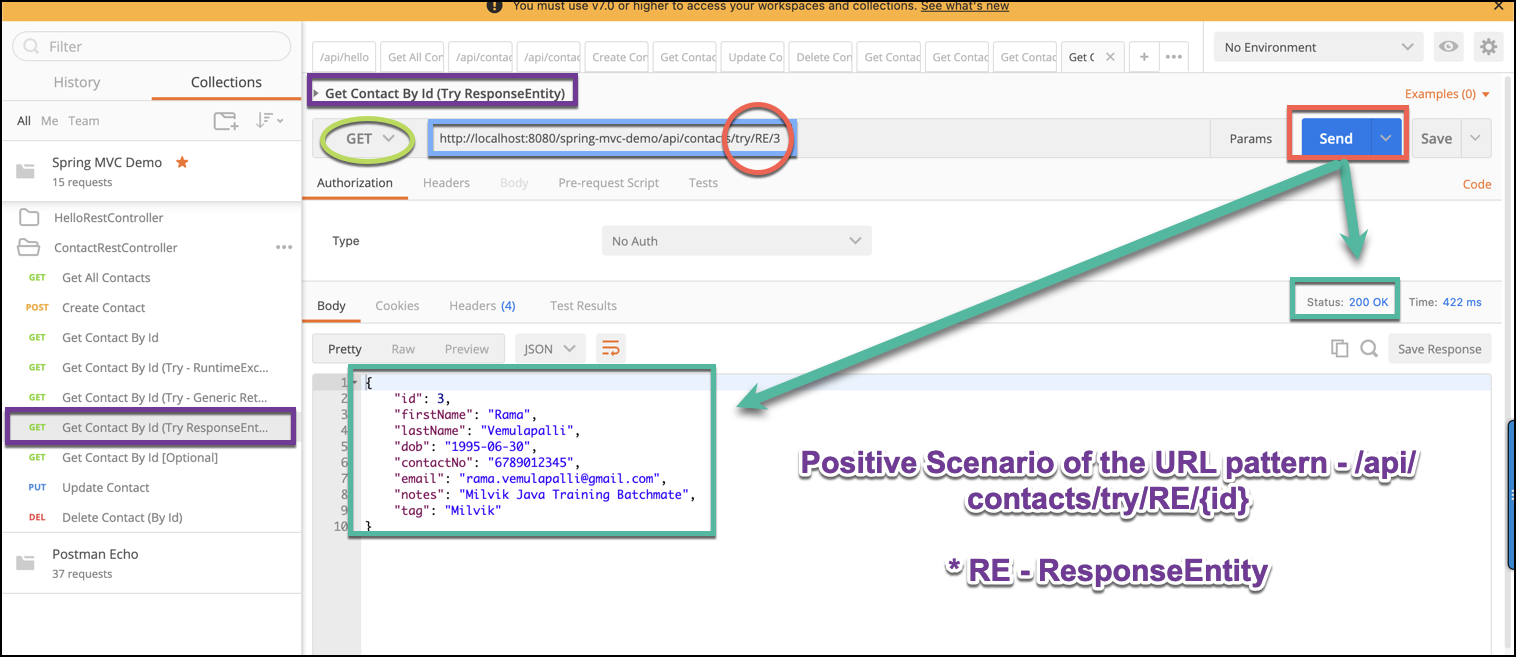 You must use v7.0 or higher to access your workspaces and collections. See what's new
Filter
History Collections
All Me Team
Spring MVC Demo
15 requests
HelloRestController
ContactRestController
GET Get All Contacts
POST Create Contact
GET Get Contact By Id
GET Get Contact By Id (Try - RuntimeExc...
GET Get Contact By Id (Try - Generic Ret...
GET Get Contact By Id (Try ResponseEnt...
GET Get Contact By Id [Optional]
PUT Update Contact
DEL Delete Contact (By Id)
Postman Echo
37 requests
/api/hello Get All Con /api/contac /api/contac Create Con Get Contac Update Co Delete Con Get Contac Get Contac Get Contac Get C
No Environment
Get Contact By Id (Try ResponseEntity)
Examples (0)
GET http://localhost:8080/spring-mvc-demo/api/contacts/try/RE/3 Params Send Save
Authorization Headers Body Pre-request Script Tests Code
Type No Auth
Body Cookies Headers (4) Test Results Status: 200 OK Time: 422 ms
Pretty Raw Preview JSON Save Response
1 {
2 "id": 3,
3 "firstName": "Rama",
4 "lastName": "Vemulapalli",
5 "dob": "1995-06-30",
6 "contactNo": "6789012345",
7 "email": "rama.vemulapalli@gmail.com",
8 "notes": "Milvik Java Training Batchmate",
9 "tag": "Milvik"
10 }
Positive Scenario of the URL pattern - /api/
contacts/try/RE/{id}
* RE - ResponseEntity